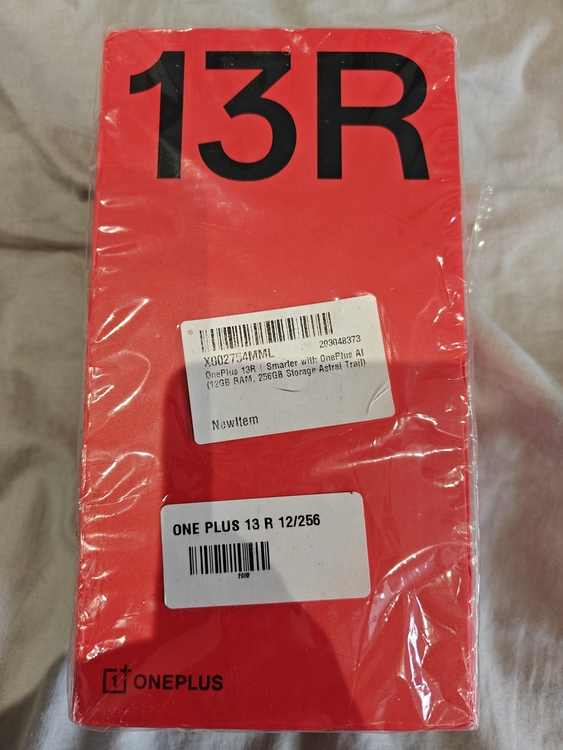 13R
X002754MML
203048373
OnePlus 13R | Smarter with OnePlus AI
(12GB RAM, 256GB Storage Astral Trail)
NewItem
ONE PLUS 13 R 12/256
ONEPLUS